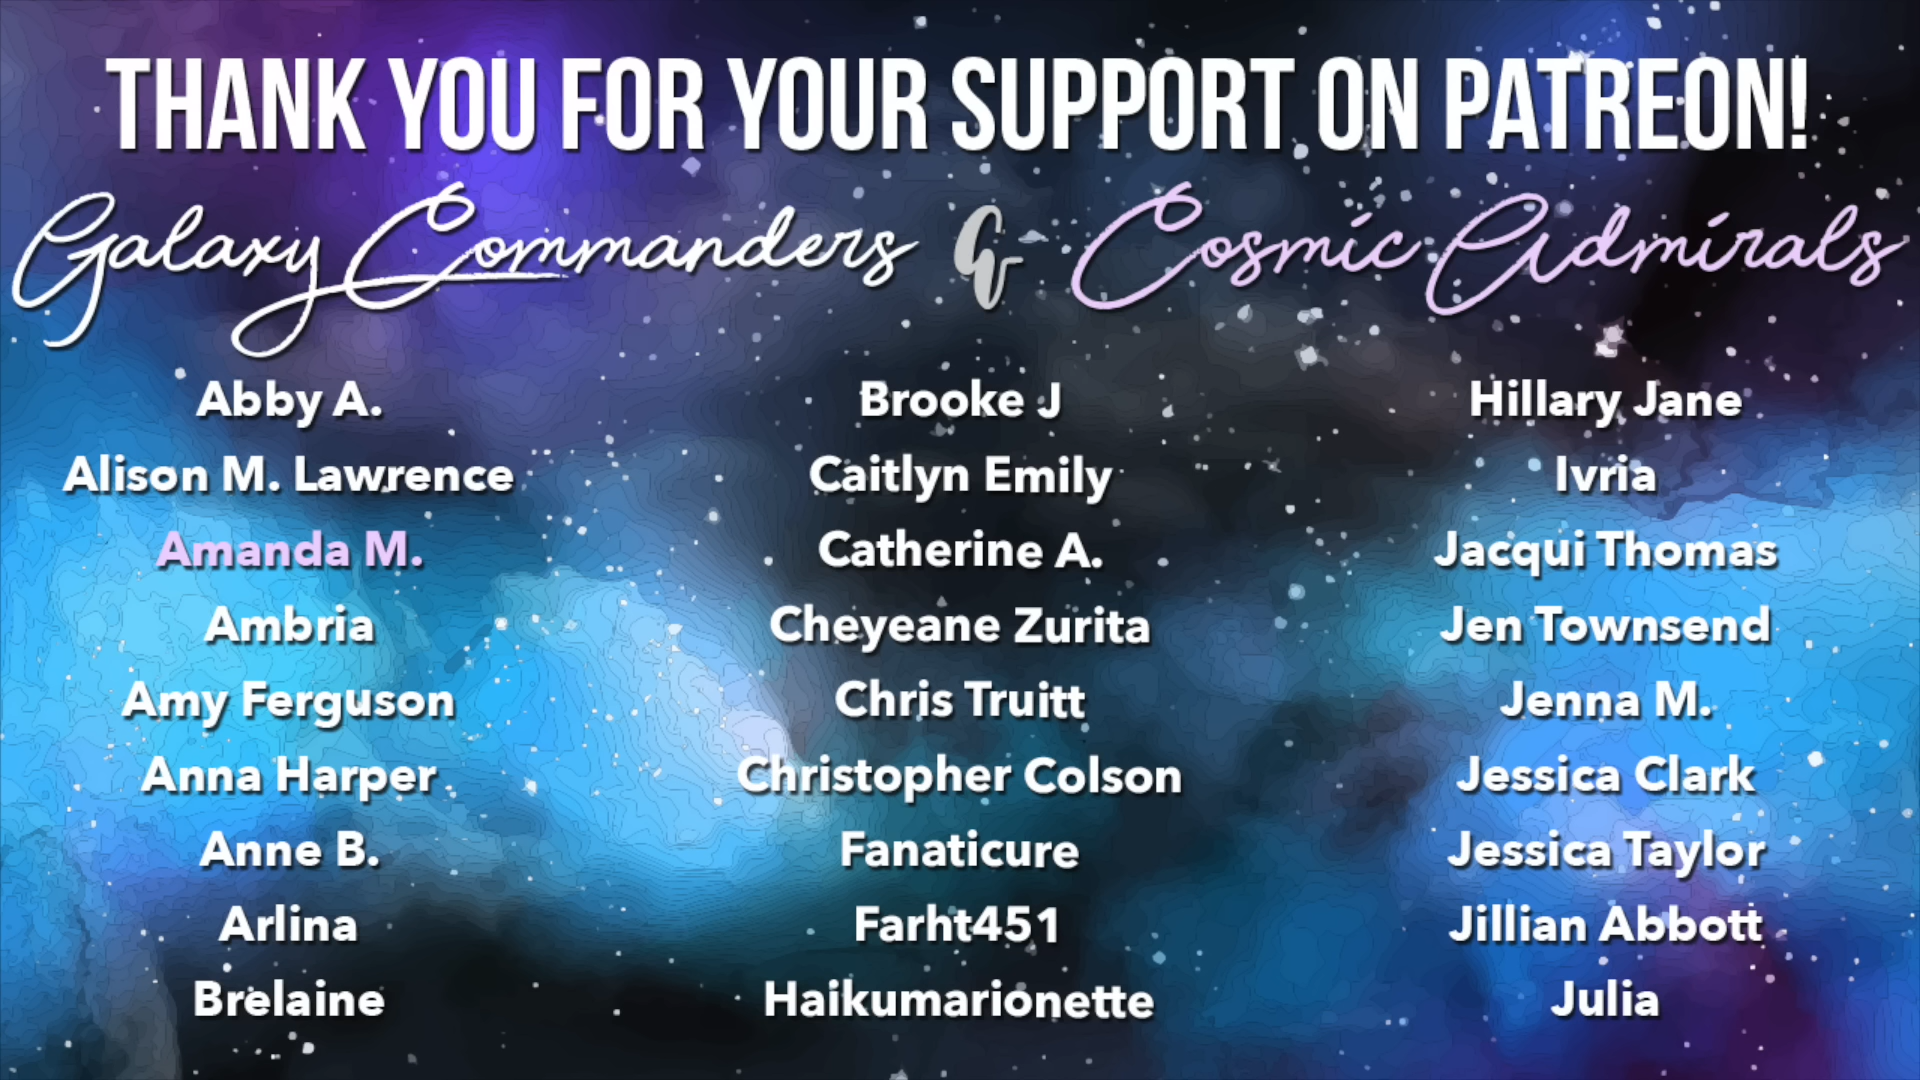 THANK YOU FOR YOUR SUPPORT ON PATREON!
Galaxy Commanders & Cosmic Admirals
Abby A.
Alison M. Lawrence
Amanda M.
Ambria
Amy Ferguson
Anna Harper
Anne B.
Arlina
Brelaine
Brooke J
Caitlyn Emily
Catherine A.
Cheyeane Zurita
Chris Truitt
Christopher Colson
Fanaticure
Farht451
Haikumarionette
Hillary Jane
Ivria
Jacqui Thomas
Jen Townsend
Jenna M.
Jessica Clark
Jessica Taylor
Jillian Abbott
Julia